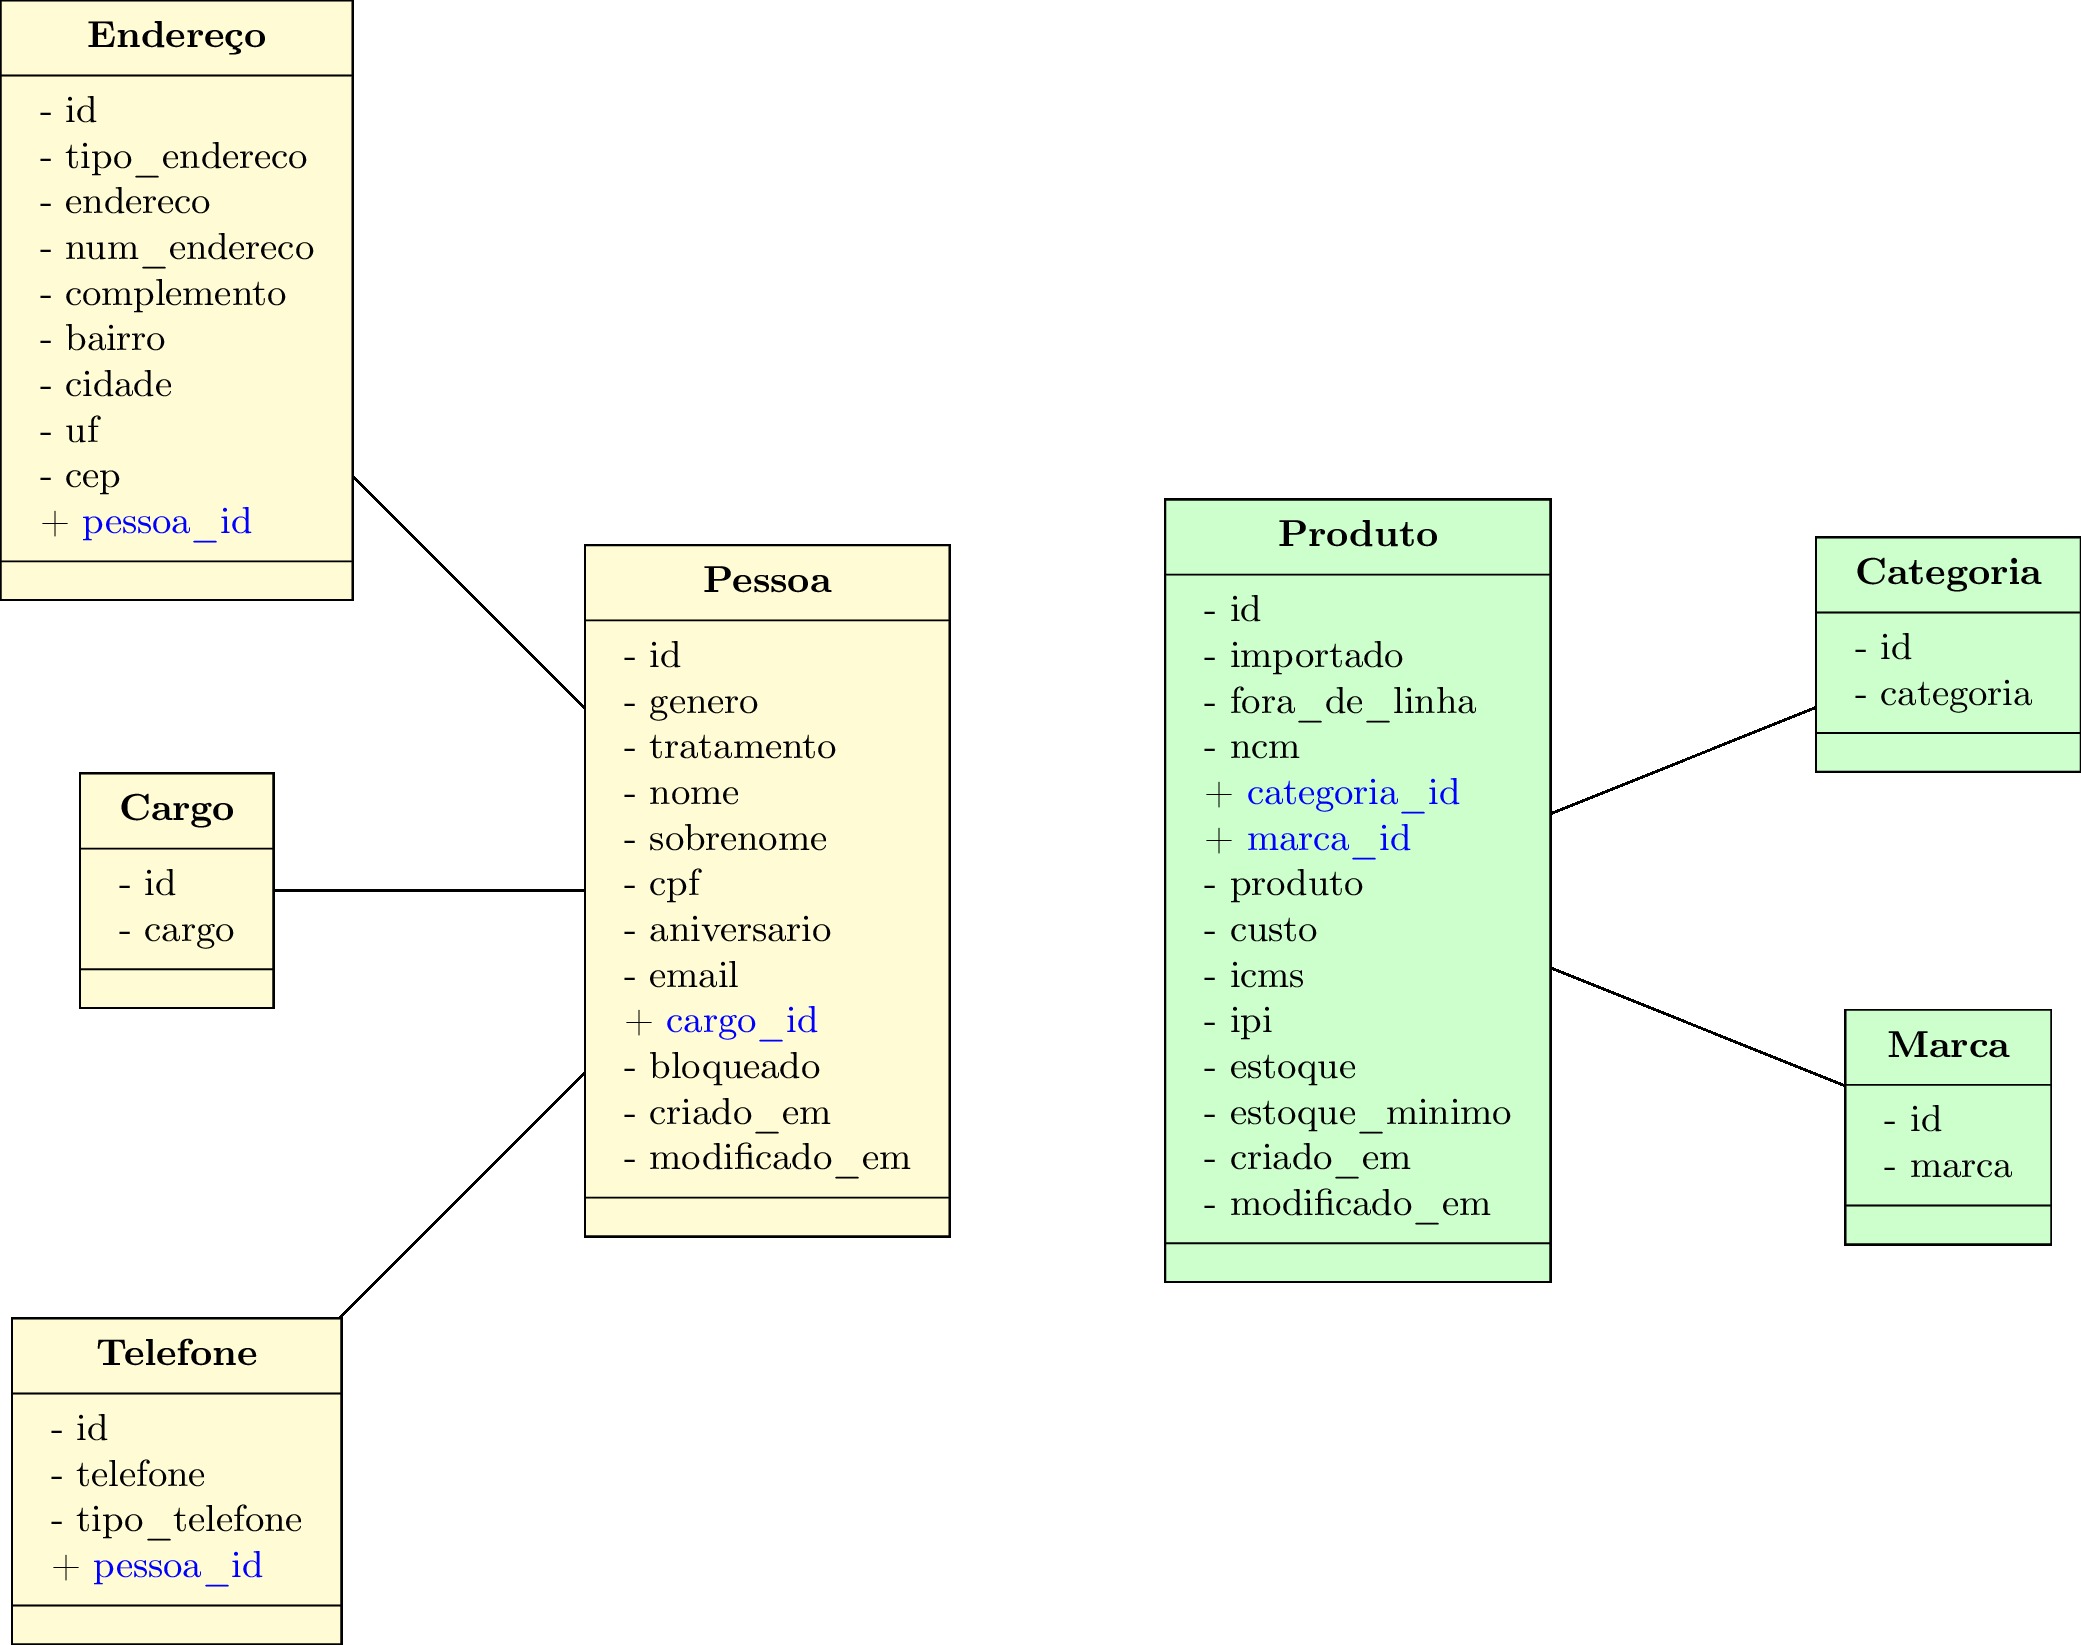 Endereço
- id
- tipo_endereco
- endereco
- num_endereco
- complemento
- bairro
- cidade
- uf
- cep
+ pessoa_id
Cargo
- id
- cargo
Telefone
- id
- telefone
- tipo_telefone
+ pessoa_id
Pessoa
- id
- genero
- tratamento
- nome
- sobrenome
- cpf
- aniversario
- email
+ cargo_id
- bloqueado
- criado_em
- modificado_em
Produto
- id
- importado
- fora_de_linha
- ncm
+ categoria_id
+ marca_id
- produto
- custo
- icms
- ipi
- estoque
- estoque_minimo
- criado_em
- modificado_em
Categoria
- id
- categoria
Marca
- id
- marca